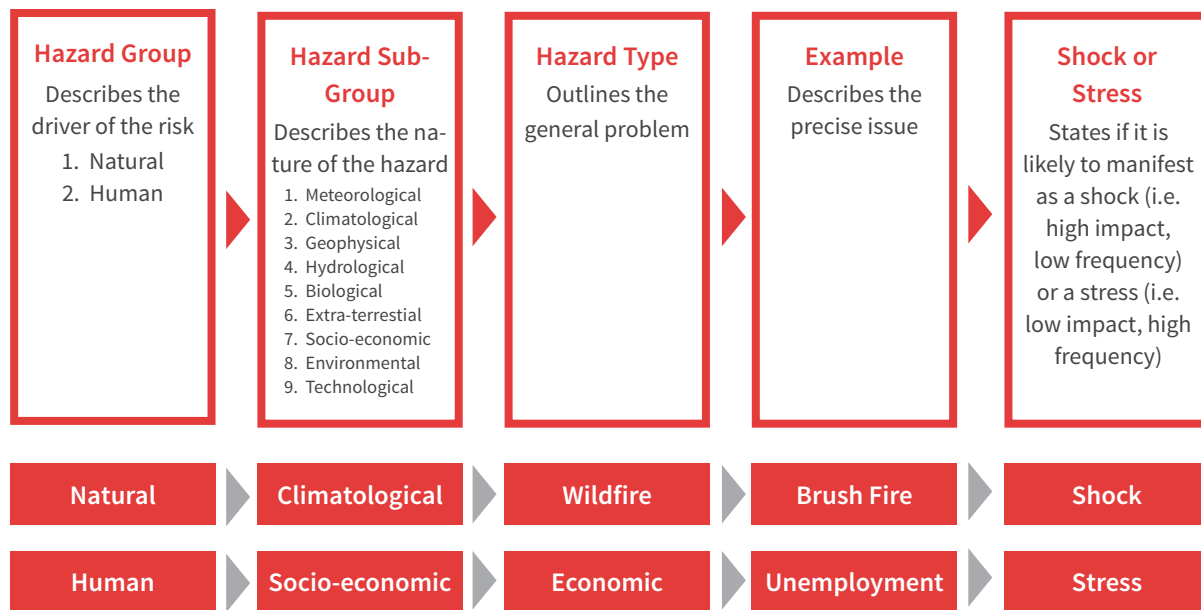 Hazard Group
Describes the
driver of the risk
1. Natural
2. Human
Hazard Sub-
Group
Describes the na-
ture of the hazard
1. Meteorological
2. Climatological
3. Geophysical
4. Hydrological
5. Biological
6. Extra-terrestial
7. Socio-economic
8. Environmental
9. Technological
Hazard Type
Outlines the
general problem
Example
Describes the
precise issue
Shock or
Stress
States if it is
likely to manifest
as a shock (i.e.
high impact,
low frequency)
or a stress (i.e.
low impact, high
frequency)
Natural
Climatological
Wildfire
Brush Fire
Shock
Human
Socio-economic
Economic
Unemployment
Stress